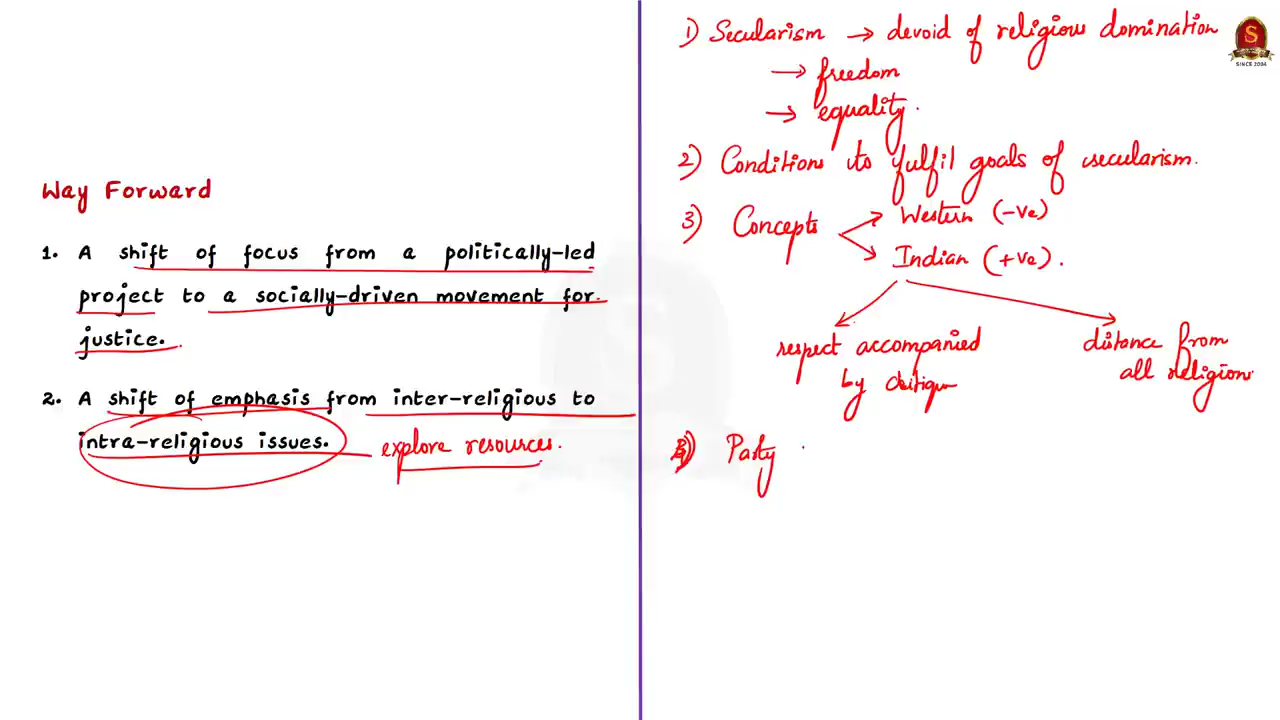 Way Forward
1. A shift of focus from a politically-led
project to a socially-driven movement for
justice.
2. A shift of emphasis from inter-religious to
intra-religious issues.
explore resources.
1) Secularism → devoid of religious domination
→ freedom
→ equality.
2) Conditions to fulfil goals of secularism.
3) Concepts
Western (-ve)
Indian (+ve).
respect accompanied
by critique
distance from
all religions
Party
S
SINCE 2004